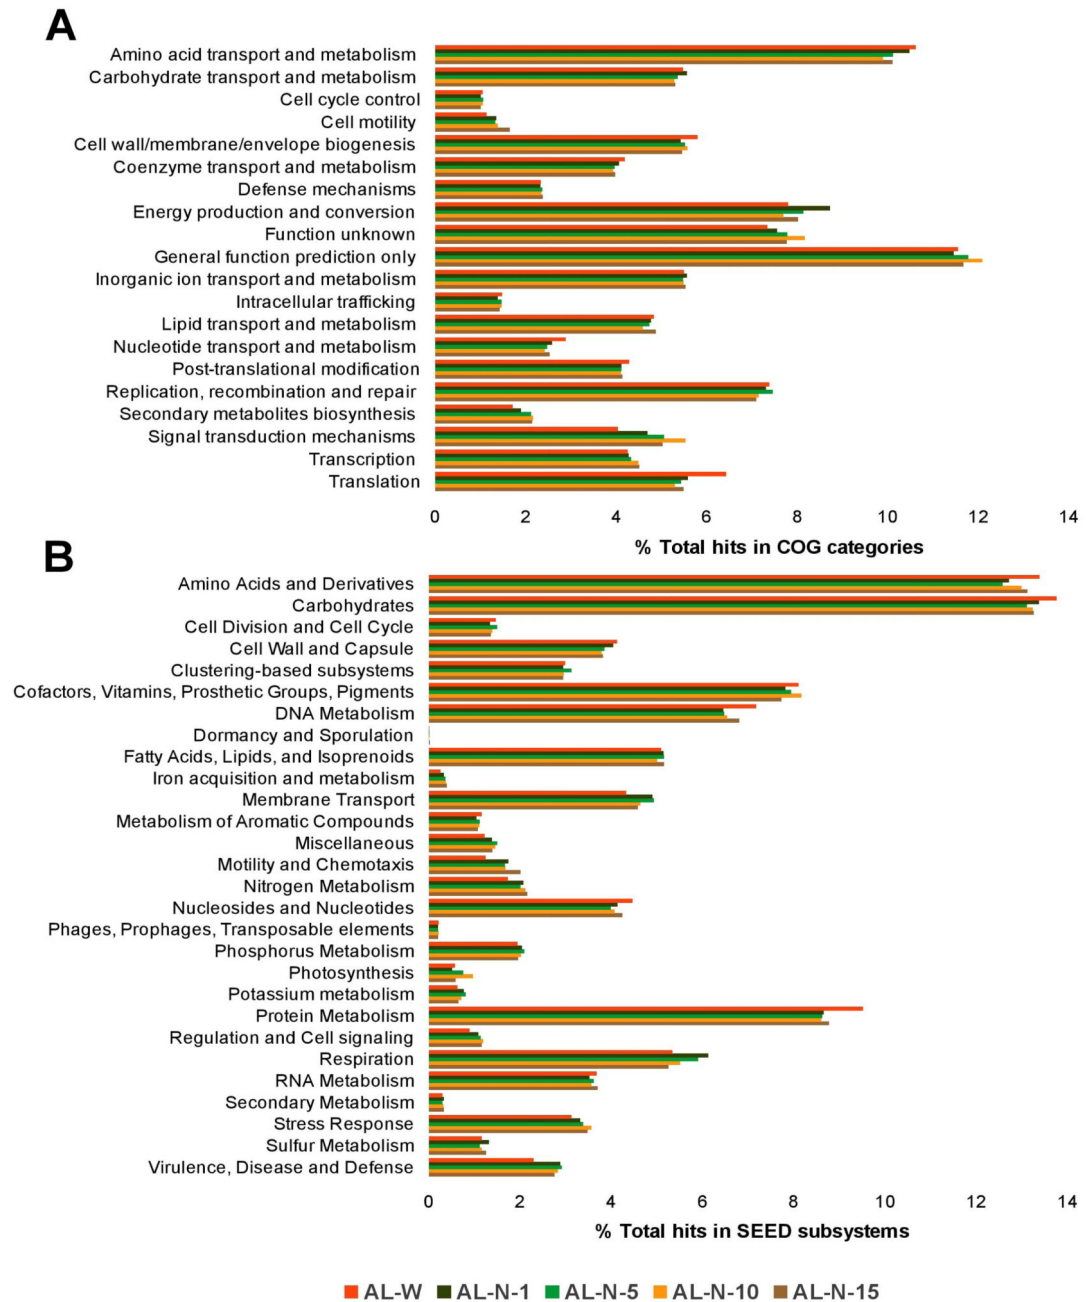 A
Amino acid transport and metabolism
Carbohydrate transport and metabolism
Cell cycle control
Cell motility
Cell wall/membrane/envelope biogenesis
Coenzyme transport and metabolism
Defense mechanisms
Energy production and conversion
Function unknown
General function prediction only
Inorganic ion transport and metabolism
Intracellular trafficking
Lipid transport and metabolism
Nucleotide transport and metabolism
Post-translational modification
Replication, recombination and repair
Secondary metabolites biosynthesis
Signal transduction mechanisms
Transcription
Translation
0 2 4 6 8 10 12 14
% Total hits in COG categories
B
Amino Acids and Derivatives
Carbohydrates
Cell Division and Cell Cycle
Cell Wall and Capsule
Clustering-based subsystems
Cofactors, Vitamins, Prosthetic Groups, Pigments
DNA Metabolism
Dormancy and Sporulation
Fatty Acids, Lipids, and Isoprenoids
Iron acquisition and metabolism
Membrane Transport
Metabolism of Aromatic Compounds
Miscellaneous
Motility and Chemotaxis
Nitrogen Metabolism
Nucleosides and Nucleotides
Phages, Prophages, Transposable elements
Phosphorus Metabolism
Photosynthesis
Potassium metabolism
Protein Metabolism
Regulation and Cell signaling
Respiration
RNA Metabolism
Secondary Metabolism
Stress Response
Sulfur Metabolism
Virulence, Disease and Defense
0 2 4 6 8 10 12 14
% Total hits in SEED subsystems
AL-W AL-N-1 AL-N-5 AL-N-10 AL-N-15